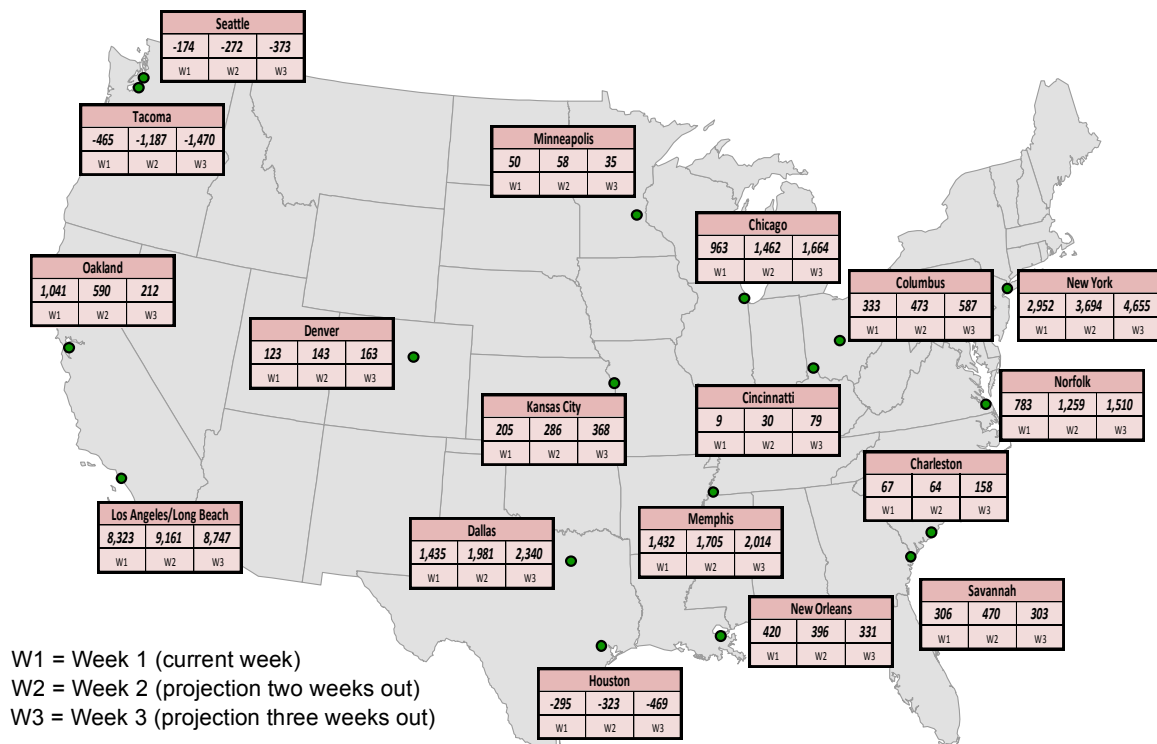 Seattle
-174 -272 -373
W1 W2 W3
Tacoma
-465 -1,187 -1,470
W1 W2 W3
Minneapolis
50 58 35
W1 W2 W3
Chicago
963 1,462 1,664
W1 W2 W3
Oakland
1,041 590 212
W1 W2 W3
Columbus
333 473 587
W1 W2 W3
New York
2,952 3,694 4,655
W1 W2 W3
Denver
123 143 163
W1 W2 W3
Norfolk
783 1,259 1,510
W1 W2 W3
Kansas City
205 286 368
W1 W2 W3
Cincinnatti
9 30 79
W1 W2 W3
Charleston
67 64 158
W1 W2 W3
Los Angeles/Long Beach
8,323 9,161 8,747
W1 W2 W3
Dallas
1,435 1,981 2,340
W1 W2 W3
Memphis
1,432 1,705 2,014
W1 W2 W3
Savannah
306 470 303
W1 W2 W3
New Orleans
420 396 331
W1 W2 W3
Houston
-295 -323 -469
W1 W2 W3
W1 = Week 1 (current week)
W2 = Week 2 (projection two weeks out)
W3 = Week 3 (projection three weeks out)